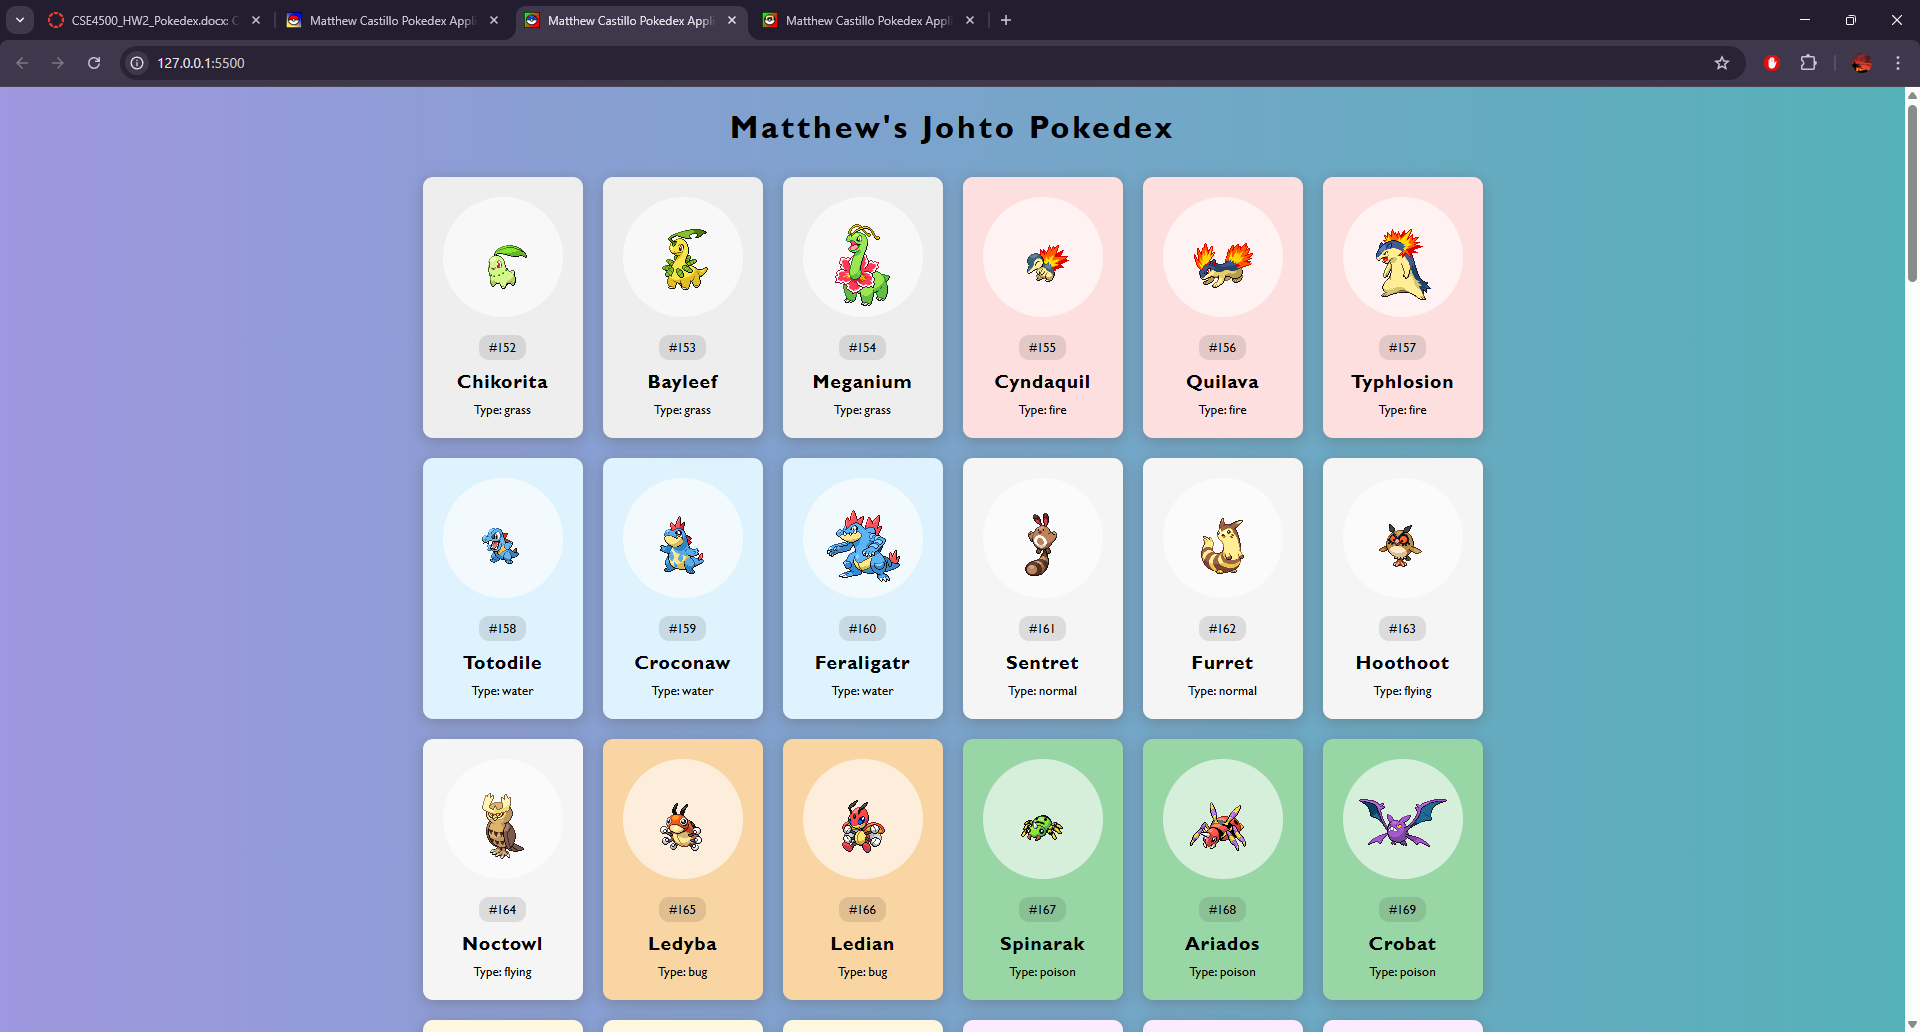 CSE4500_HW2_Pokedex.docx: C
Matthew Castillo Pokedex Appli
Matthew Castillo Pokedex Appli
Matthew Castillo Pokedex Appli
127.0.0.1:5500
Matthew's Johto Pokedex
#152 #153 #154 #155 #156 #157
Chikorita Bayleef Meganium Cyndaquil Quilava Typhlosion
Type: grass Type: grass Type: grass Type: fire Type: fire Type: fire
#158 #159 #160 #161 #162 #163
Totodile Croconaw Feraligatr Sentret Furret Hoothoot
Type: water Type: water Type: water Type: normal Type: normal Type: flying
#164 #165 #166 #167 #168 #169
Noctowl Ledyba Ledian Spinarak Ariados Crobat
Type: flying Type: bug Type: bug Type: poison Type: poison Type: poison